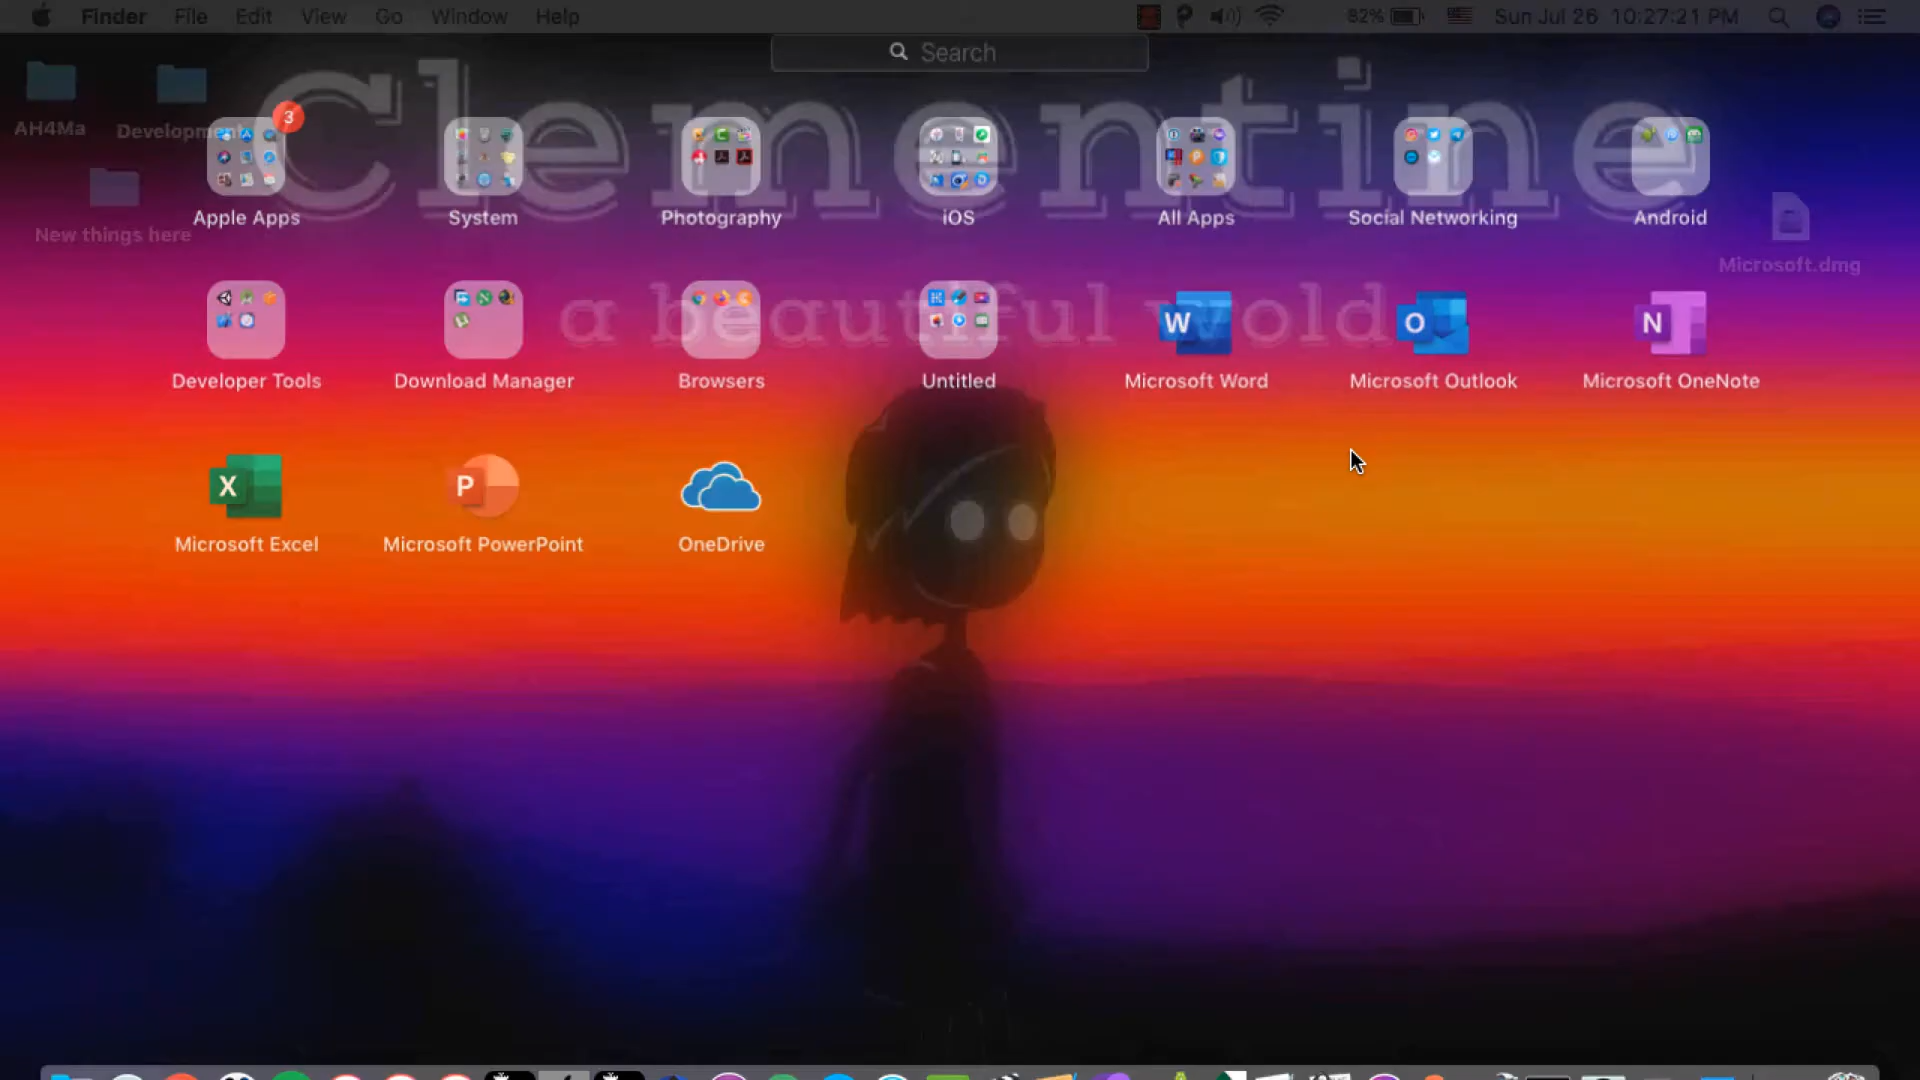 Finder File Edit View Go Window Help 82% Sun Jul 26 10:27:21 PM
Search
Clementine
a beautiful wold
AH4Ma Development
New things here
Microsoft.dmg
3
Apple Apps System Photography iOS All Apps Social Networking Android
Developer Tools Download Manager Browsers Untitled Microsoft Word Microsoft Outlook Microsoft OneNote
Microsoft Excel Microsoft PowerPoint OneDrive
W O N
X P